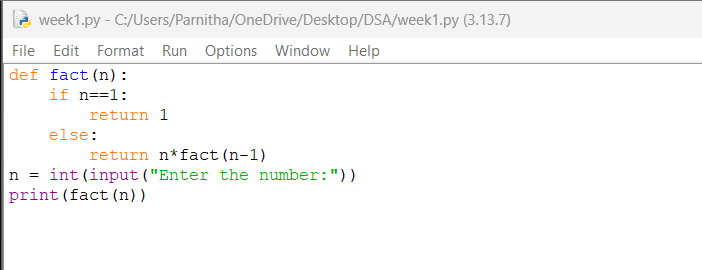 week1.py - C:/Users/Parnitha/OneDrive/Desktop/DSA/week1.py (3.13.7)
File Edit Format Run Options Window Help
def fact(n):
    if n==1:
        return 1
    else:
        return n*fact(n-1)
n = int(input("Enter the number:"))
print(fact(n))